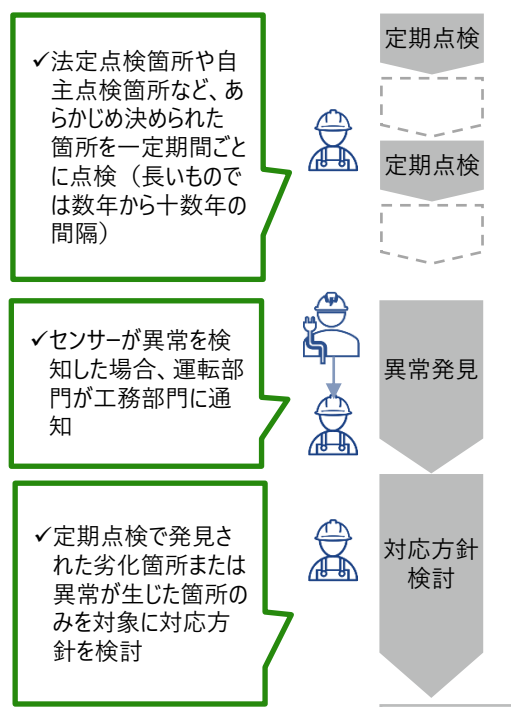 ✓法定点検箇所や自
主点検箇所など、あ
らかじめ決められた
箇所を一定期間ごと
に点検（長いもので
は数年から十数年の
間隔）
定期点検
定期点検
✓センサーが異常を検
知した場合、運転部
門が工務部門に通
知
異常発見
✓定期点検で発見さ
れた劣化箇所または
異常が生じた箇所の
みを対象に対応方
針を検討
対応方針
検討